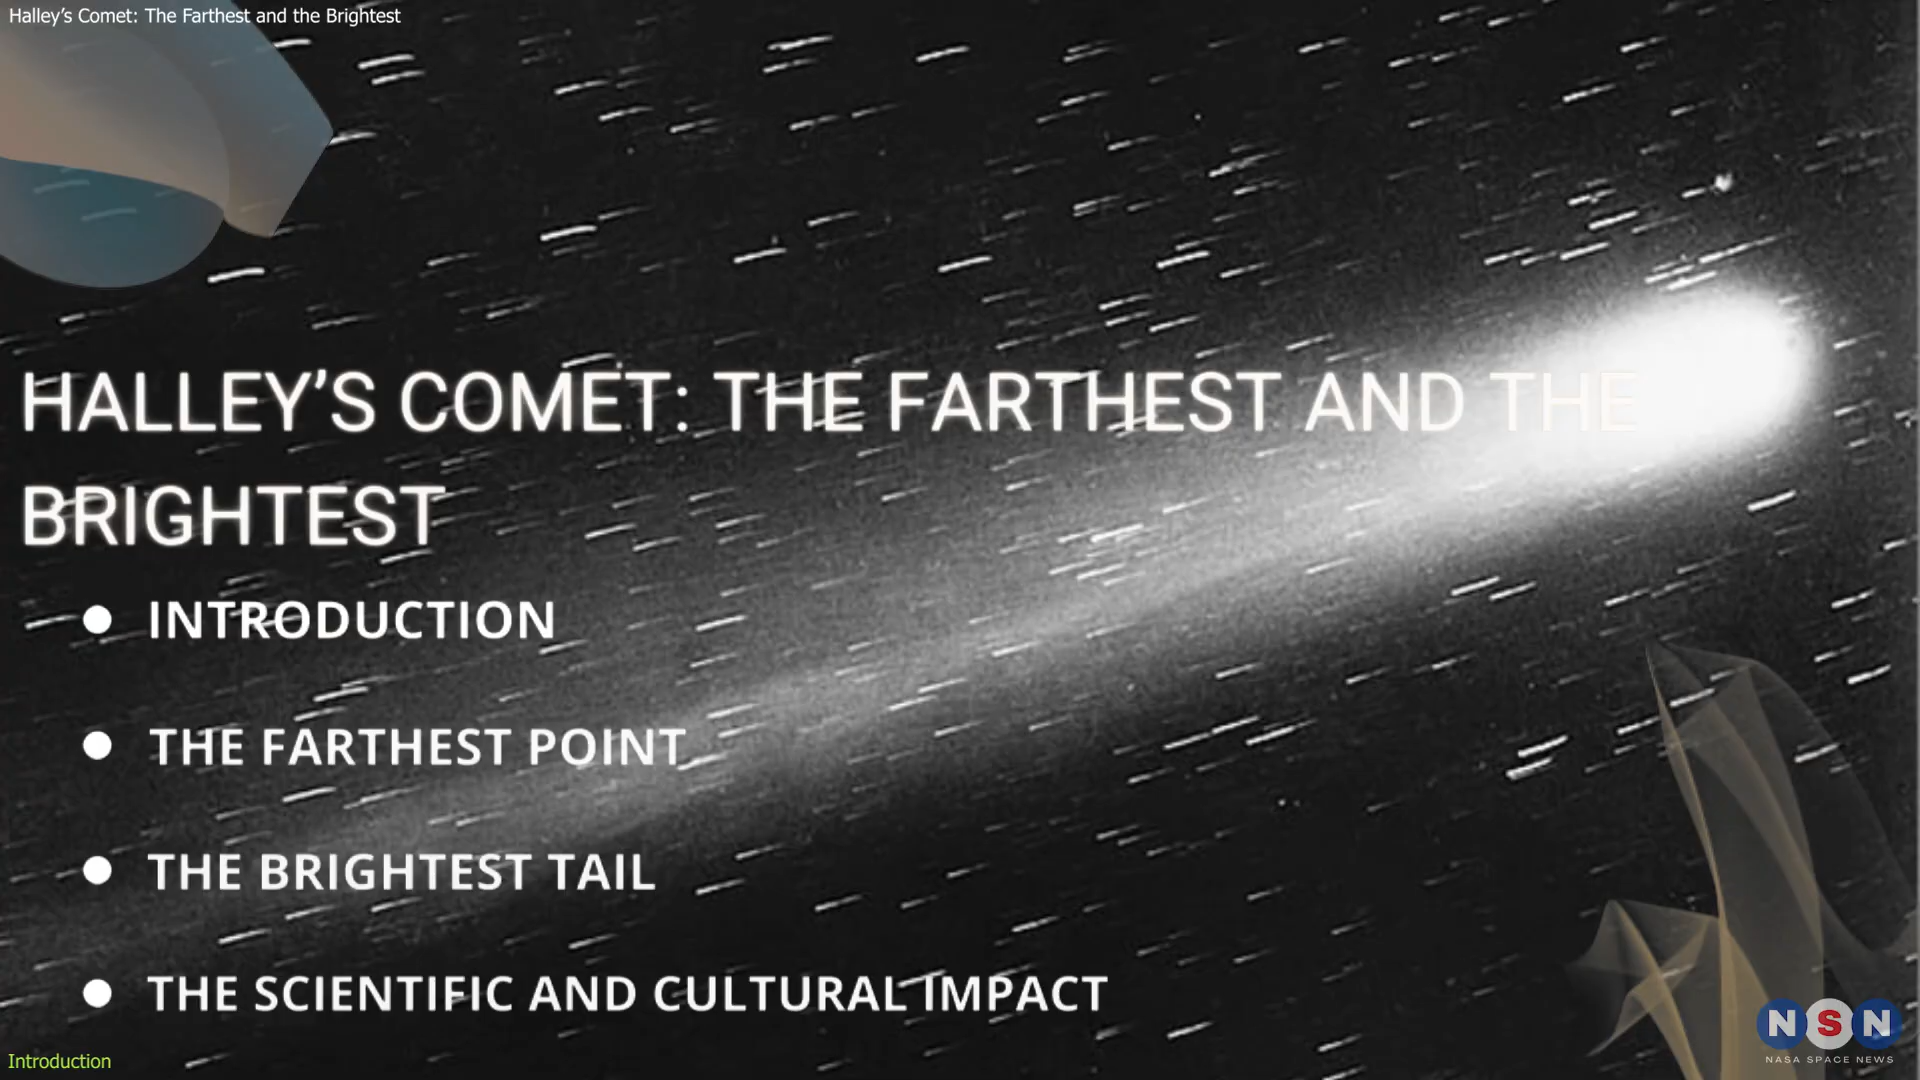 Halley’s Comet: The Farthest and the Brightest
HALLEY’S COMET: THE FARTHEST AND THE
BRIGHTEST
● INTRODUCTION
● THE FARTHEST POINT
● THE BRIGHTEST TAIL
● THE SCIENTIFIC AND CULTURAL IMPACT
Introduction
NSN
NASA SPACE NEWS